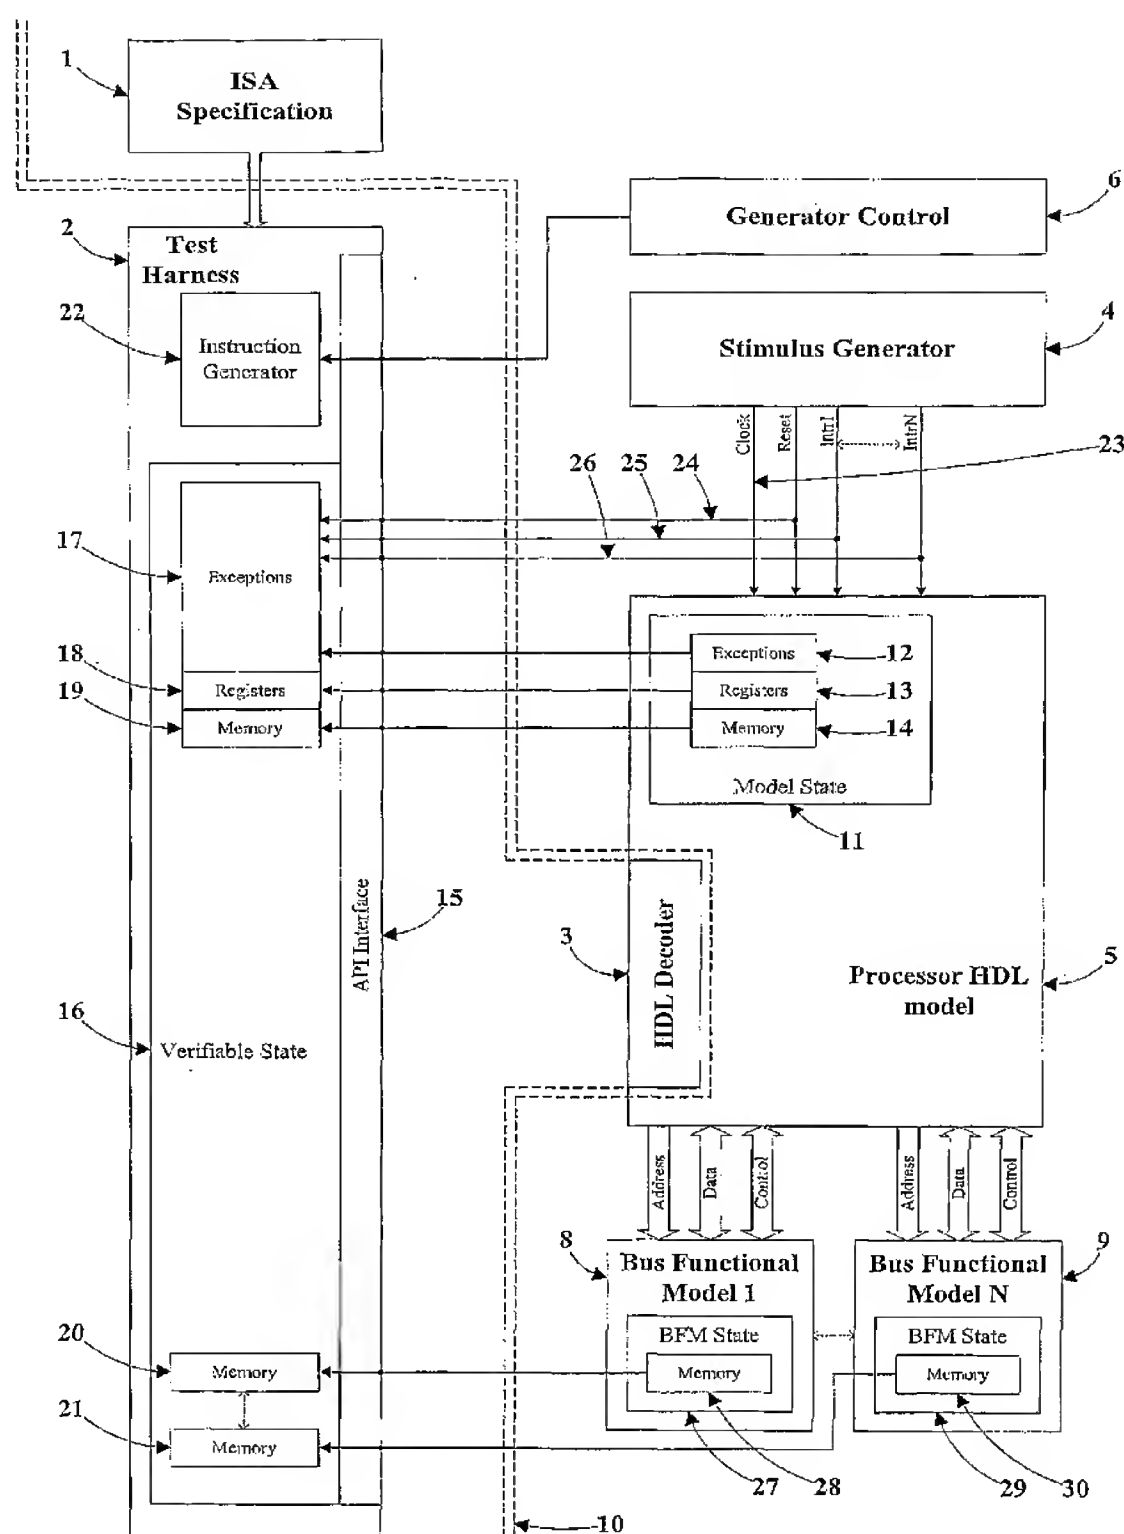 1
ISA
Specification
6
Generator Control
2
Test
Harness
22
Instruction
Generator
4
Stimulus Generator
Clock
Reset
Intr1
IntrN
23
26
25
24
17
Exceptions
18
Registers
19
Memory
Exceptions
12
Registers
13
Memory
14
Model State
11
API Interface
15
3
HDL Decoder
Processor HDL
model
5
16
Verifiable State
Address
Data
Control
Address
Data
Control
8
Bus Functional
Model 1
9
Bus Functional
Model N
BFM State
Memory
BFM State
Memory
20
Memory
21
Memory
27
28
29
30
10